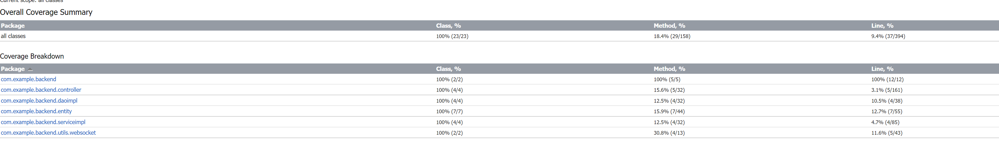 Current scope: all classes
Overall Coverage Summary
Package Class, % Method, % Line, %
all classes 100% (23/23) 18.4% (29/158) 9.4% (37/394)
Coverage Breakdown
Package Class, % Method, % Line, %
com.example.backend 100% (2/2) 100% (5/5) 100% (12/12)
com.example.backend.controller 100% (4/4) 15.6% (5/32) 3.1% (5/161)
com.example.backend.daoimpl 100% (4/4) 12.5% (4/32) 10.5% (4/38)
com.example.backend.entity 100% (7/7) 15.9% (7/44) 12.7% (7/55)
com.example.backend.serviceimpl 100% (4/4) 12.5% (4/32) 4.7% (4/85)
com.example.backend.utils.websocket 100% (2/2) 30.8% (4/13) 11.6% (5/43)